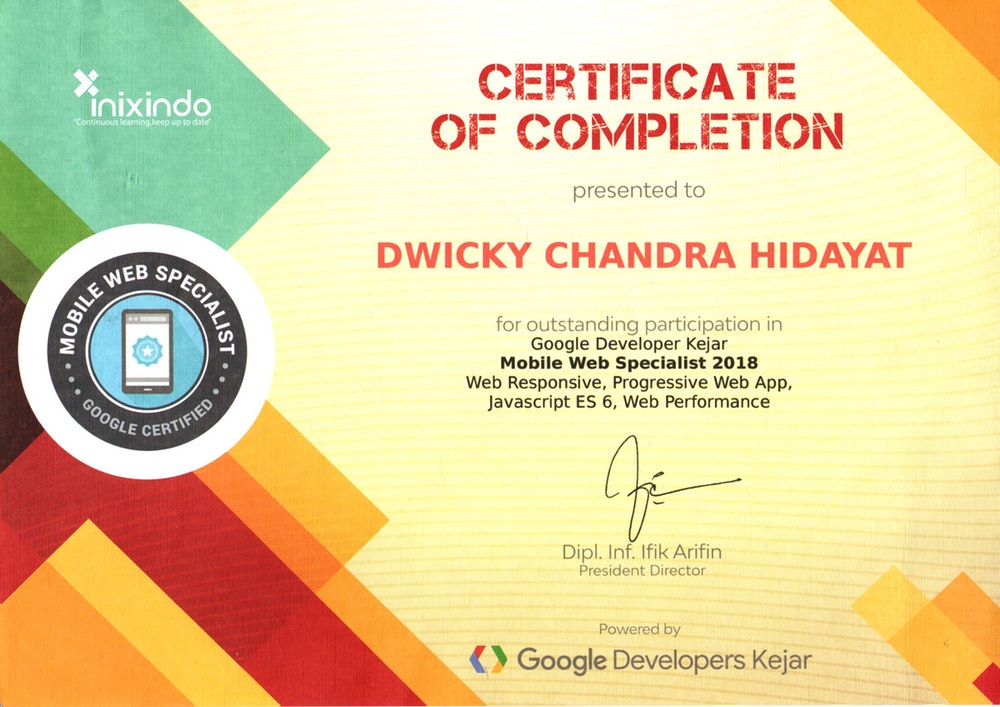 inixindo
"Continuous learning,keep up to date"
CERTIFICATE
OF COMPLETION
presented to
DWICKY CHANDRA HIDAYAT
MOBILE WEB SPECIALIST
GOOGLE CERTIFIED
for outstanding participation in
Google Developer Kejar
Mobile Web Specialist 2018
Web Responsive, Progressive Web App,
Javascript ES 6, Web Performance
Dipl. Inf. Ifik Arifin
President Director
Powered by
Google Developers Kejar